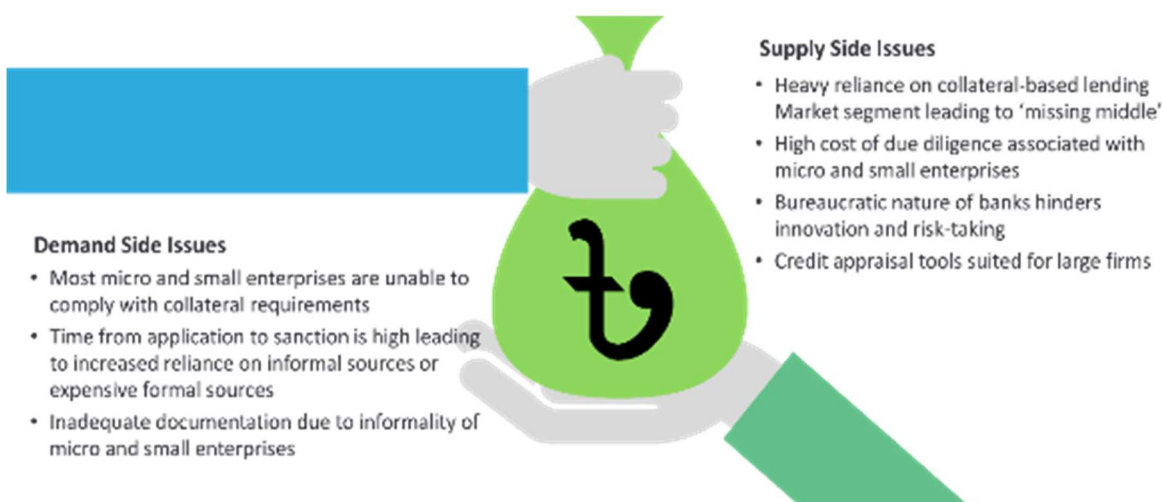 Supply Side Issues
• Heavy reliance on collateral-based lending
Market segment leading to ‘missing middle’
• High cost of due diligence associated with
micro and small enterprises
• Bureaucratic nature of banks hinders
innovation and risk-taking
• Credit appraisal tools suited for large firms
Demand Side Issues
• Most micro and small enterprises are unable to
comply with collateral requirements
• Time from application to sanction is high leading
to increased reliance on informal sources or
expensive formal sources
• Inadequate documentation due to informality of
micro and small enterprises
৳